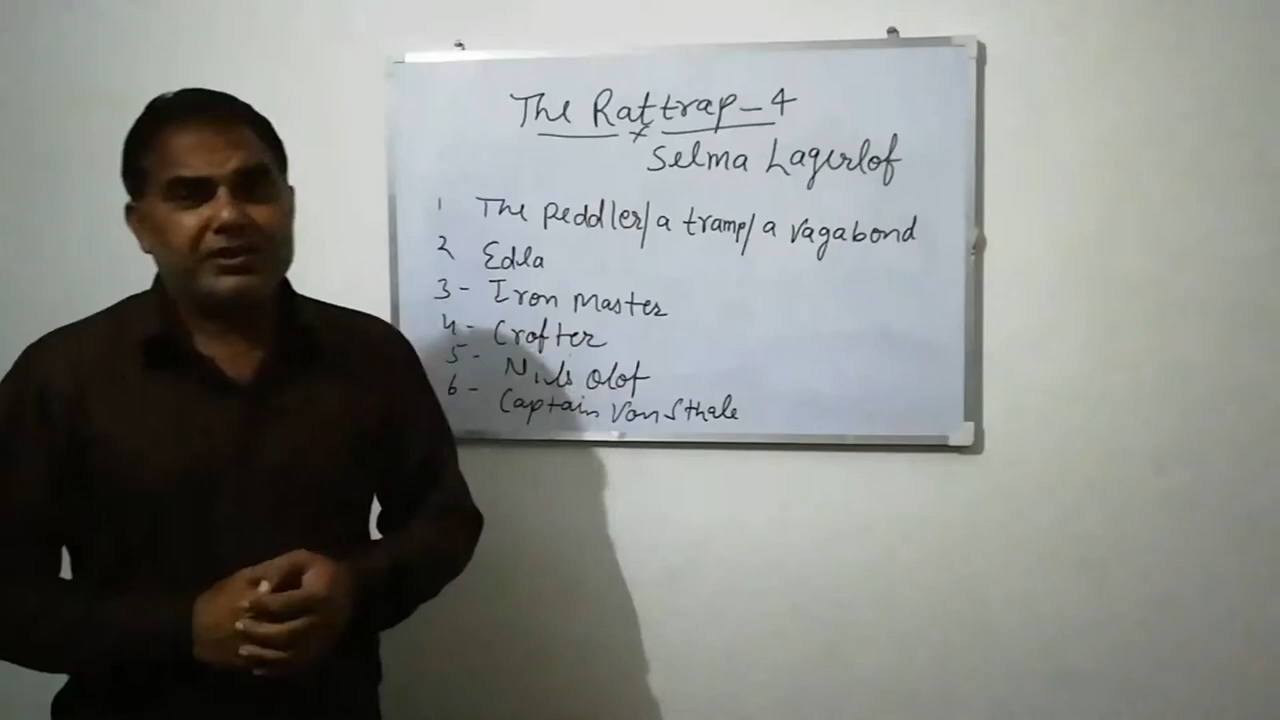 The Rattrap-4
Selma Lagerlof
1 The Peddler/a tramp/a vagabond
2 Edla
3- Iron Master
4- Crofter
5- Nils Olof
6- Captain Von Sthale